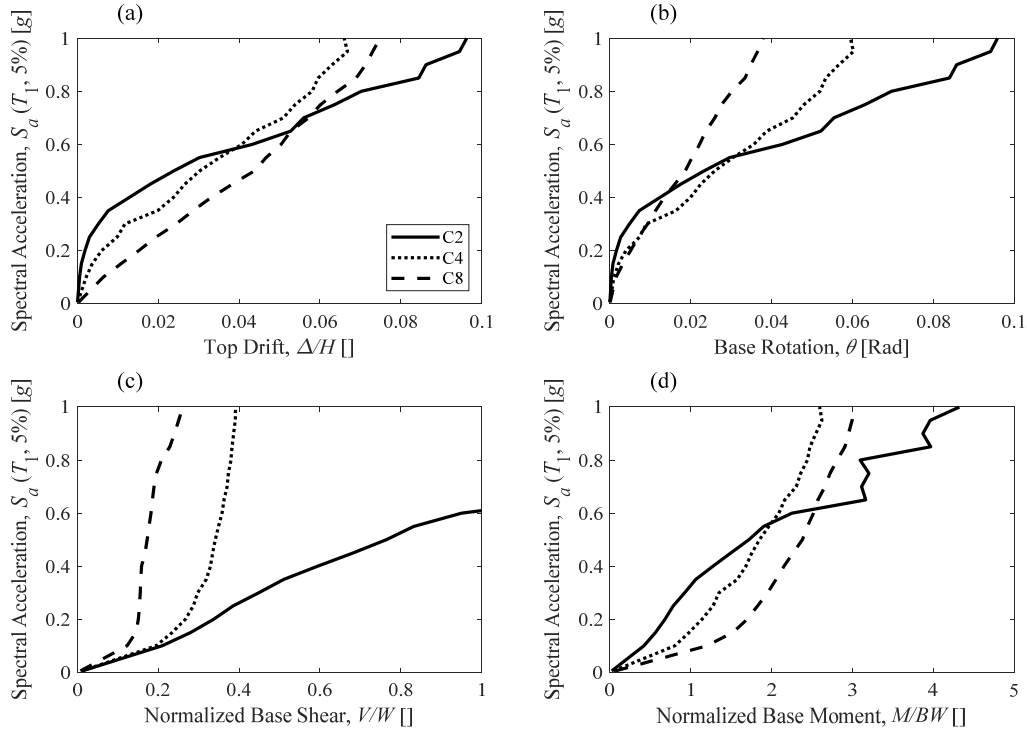 (a)
Spectral Acceleration, S_a (T_1, 5%) [g]
1
0.8
0.6
0.4
0.2
0
0 0.02 0.04 0.06 0.08 0.1
Top Drift, Δ/H []
C2
C4
C8
(b)
Spectral Acceleration, S_a (T_1, 5%) [g]
1
0.8
0.6
0.4
0.2
0
0 0.02 0.04 0.06 0.08 0.1
Base Rotation, θ [Rad]
(c)
Spectral Acceleration, S_a (T_1, 5%) [g]
1
0.8
0.6
0.4
0.2
0
0 0.2 0.4 0.6 0.8 1
Normalized Base Shear, V/W []
(d)
Spectral Acceleration, S_a (T_1, 5%) [g]
1
0.8
0.6
0.4
0.2
0
0 1 2 3 4 5
Normalized Base Moment, M/BW []